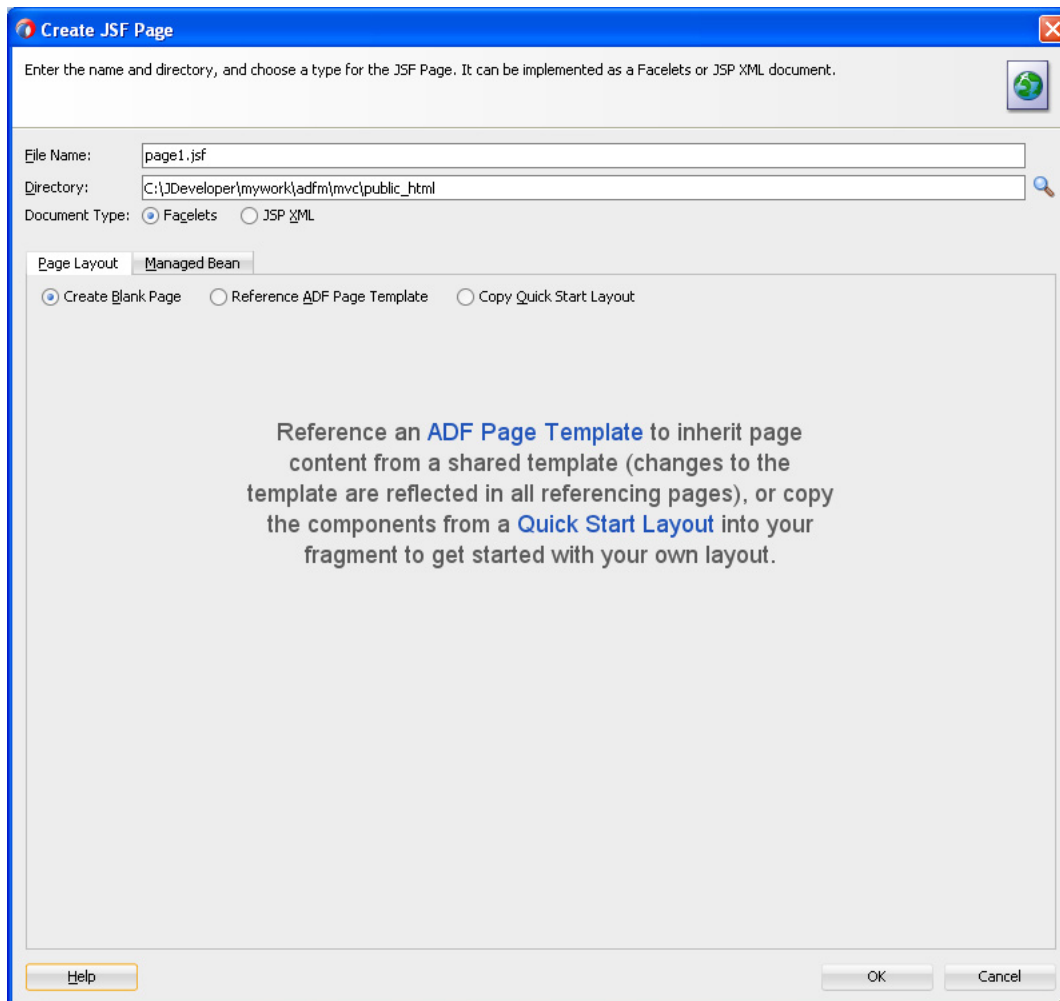 Create JSF Page
Enter the name and directory, and choose a type for the JSF Page. It can be implemented as a Facelets or JSP XML document.
File Name: page1.jsf
Directory: C:\JDeveloper\mywork\adfm\mvc\public_html
Document Type: Facelets JSP XML
Page Layout Managed Bean
Create Blank Page Reference ADF Page Template Copy Quick Start Layout
Reference an ADF Page Template to inherit page
content from a shared template (changes to the
template are reflected in all referencing pages), or copy
the components from a Quick Start Layout into your
fragment to get started with your own layout.
Help OK Cancel